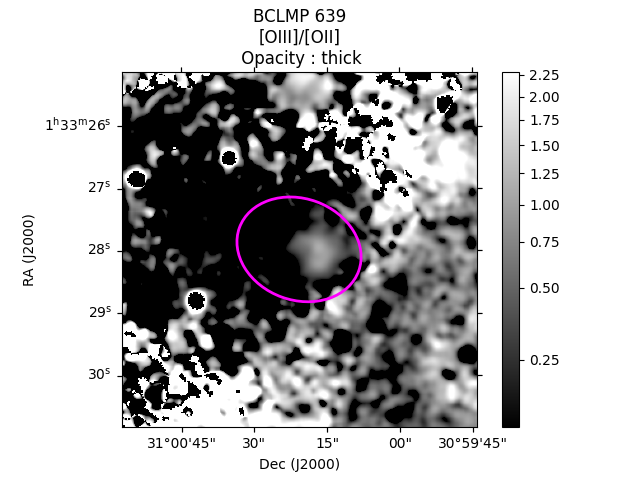 BCLMP 639
[OIII]/[OII]
Opacity : thick
1ʰ33ᵐ26ˢ
27ˢ
28ˢ
29ˢ
30ˢ
RA (J2000)
31°00'45" 30" 15" 00" 30°59'45"
Dec (J2000)
2.25
2.00
1.75
1.50
1.25
1.00
0.75
0.50
0.25